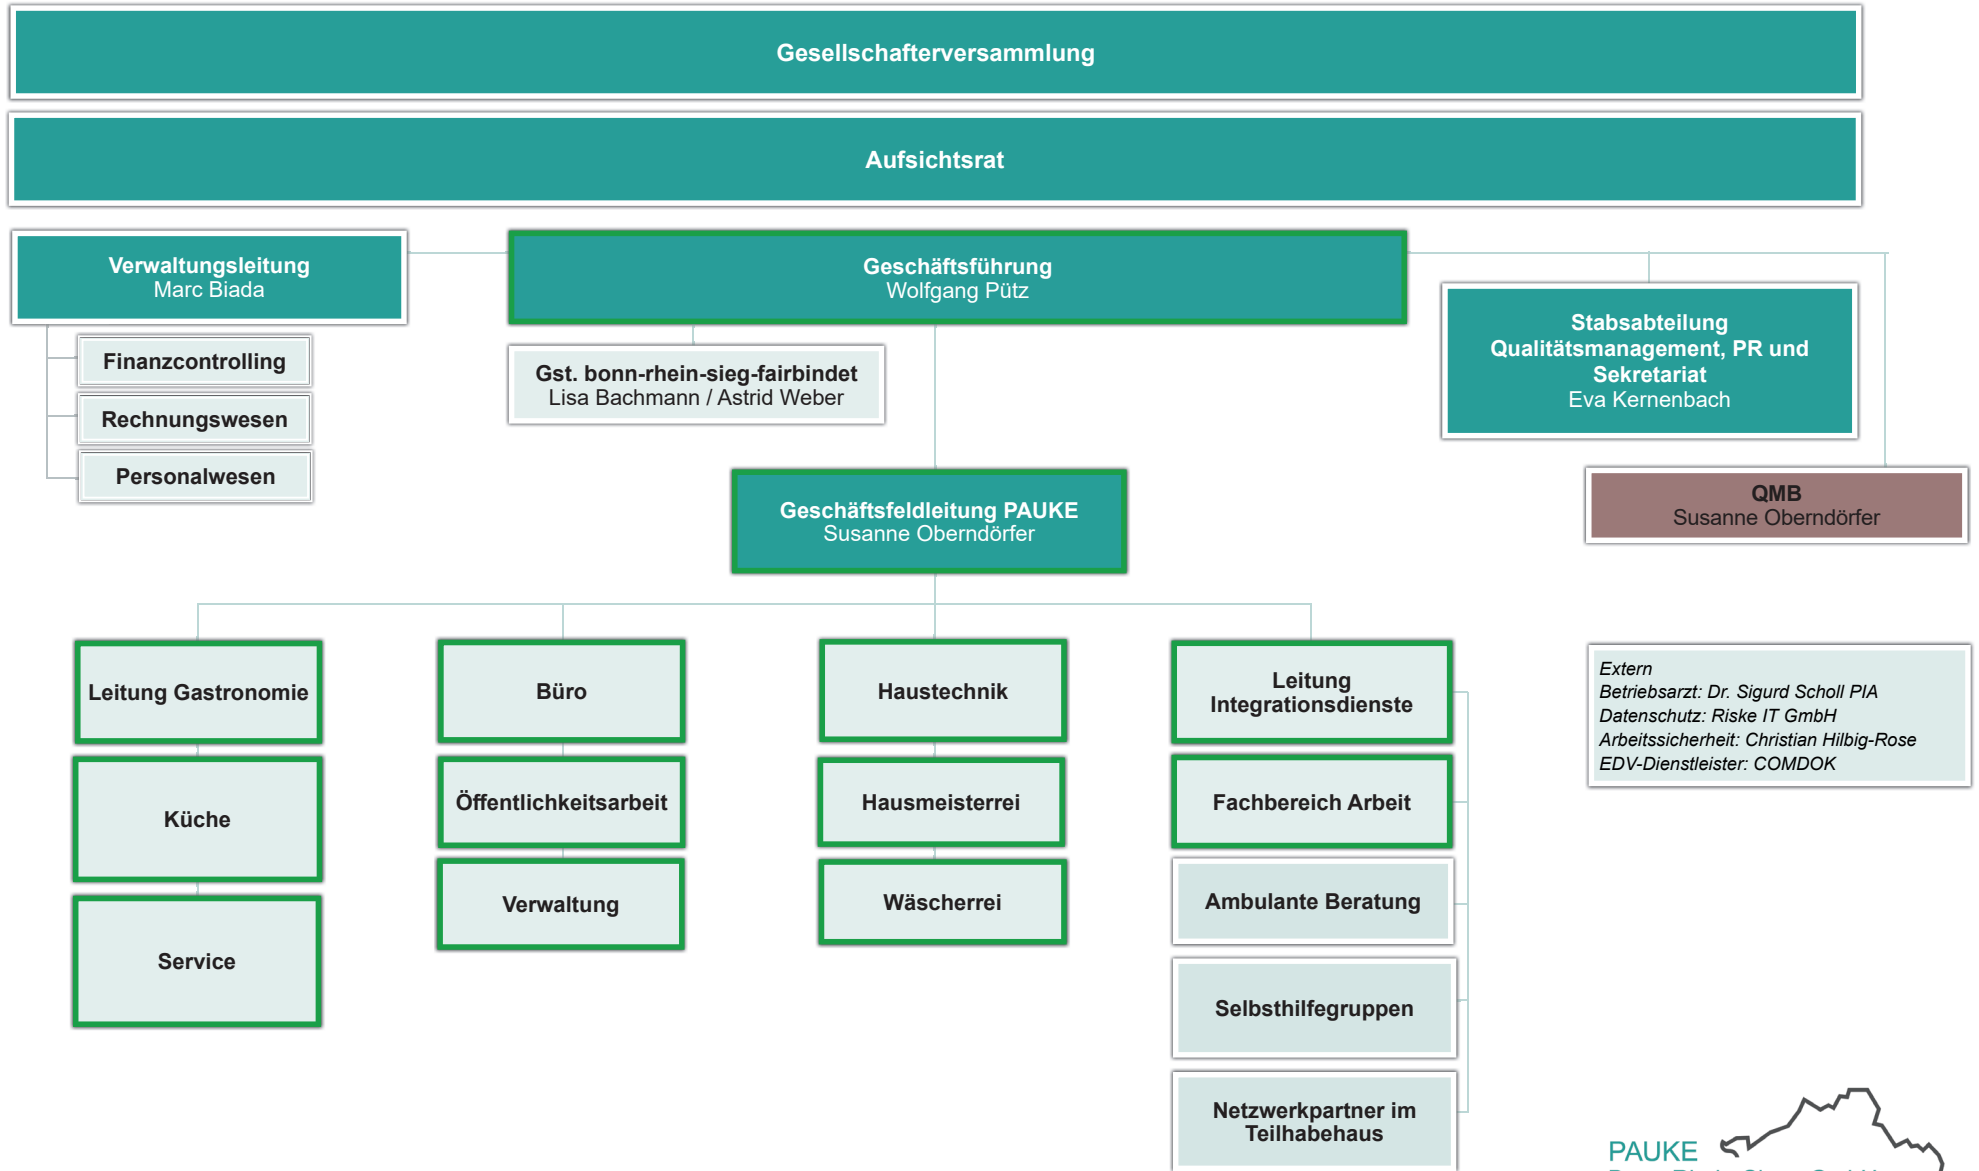 Gesellschafterversammlung
Aufsichtsrat
Verwaltungsleitung
Marc Biada
Finanzcontrolling
Rechnungswesen
Personalwesen
Geschäftsführung
Wolfgang Pütz
Gst. bonn-rhein-sieg-fairbindet
Lisa Bachmann / Astrid Weber
Stabsabteilung
Qualitätsmanagement, PR und
Sekretariat
Eva Kernenbach
QMB
Susanne Oberndörfer
Geschäftsfeldleitung PAUKE
Susanne Oberndörfer
Leitung Gastronomie
Küche
Service
Büro
Öffentlichkeitsarbeit
Verwaltung
Haustechnik
Hausmeisterrei
Wäscherrei
Leitung
Integrationsdienste
Fachbereich Arbeit
Ambulante Beratung
Selbsthilfegruppen
Netzwerkpartner im
Teilhabehaus
Extern
Betriebsarzt: Dr. Sigurd Scholl PIA
Datenschutz: Riske IT GmbH
Arbeitssicherheit: Christian Hilbig-Rose
EDV-Dienstleister: COMDOK
PAUKE